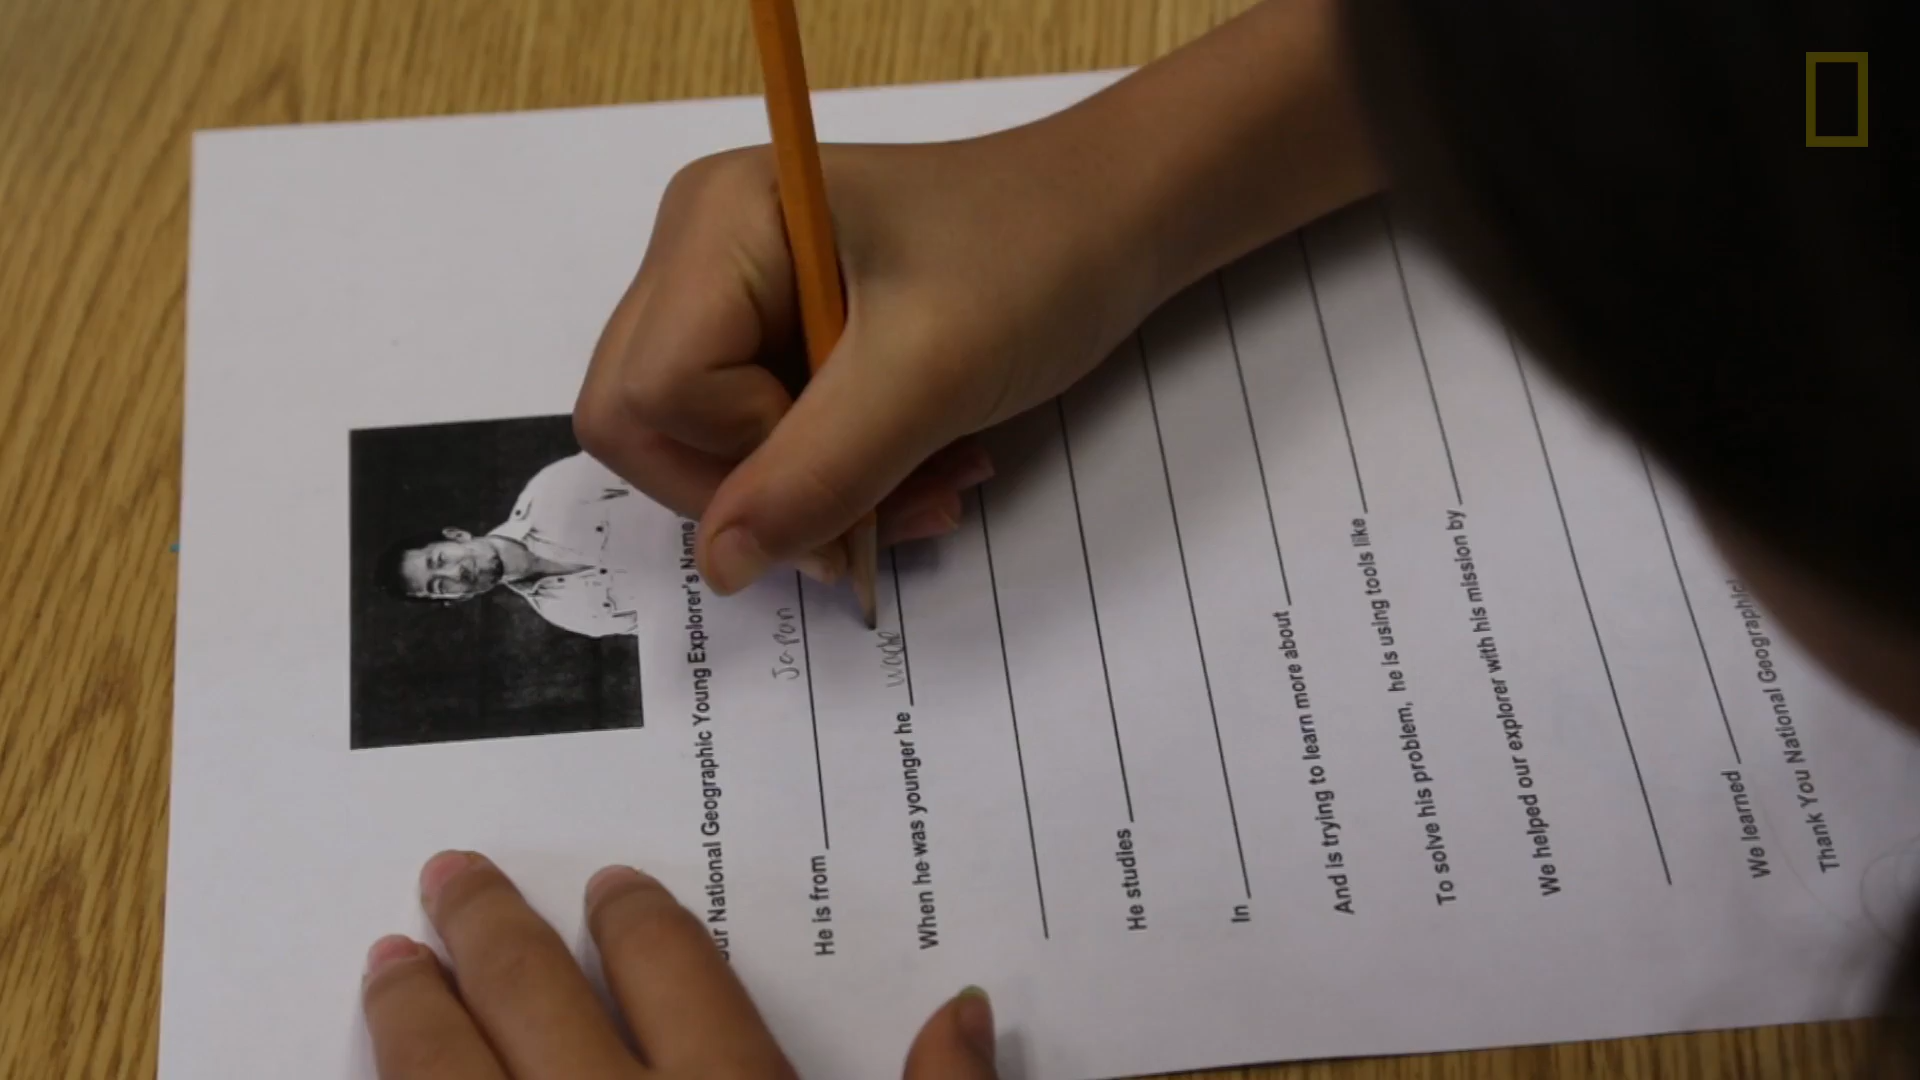 Our National Geographic Young Explorer's Name
He is from Japan
When he was younger he wade
He studies
In
And is trying to learn more about
To solve his problem, he is using tools like
We helped our explorer with his mission by
We learned
Thank You National Geographic!